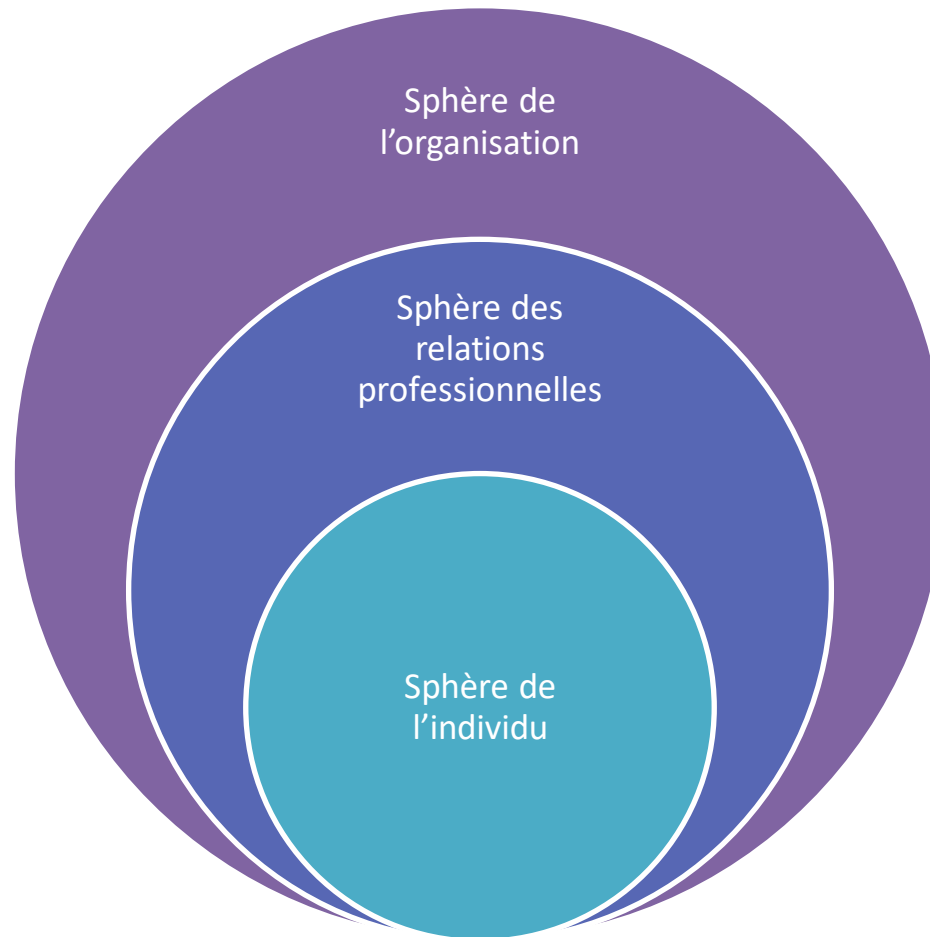 Sphère de
l’organisation
Sphère des
relations
professionnelles
Sphère de
l’individu